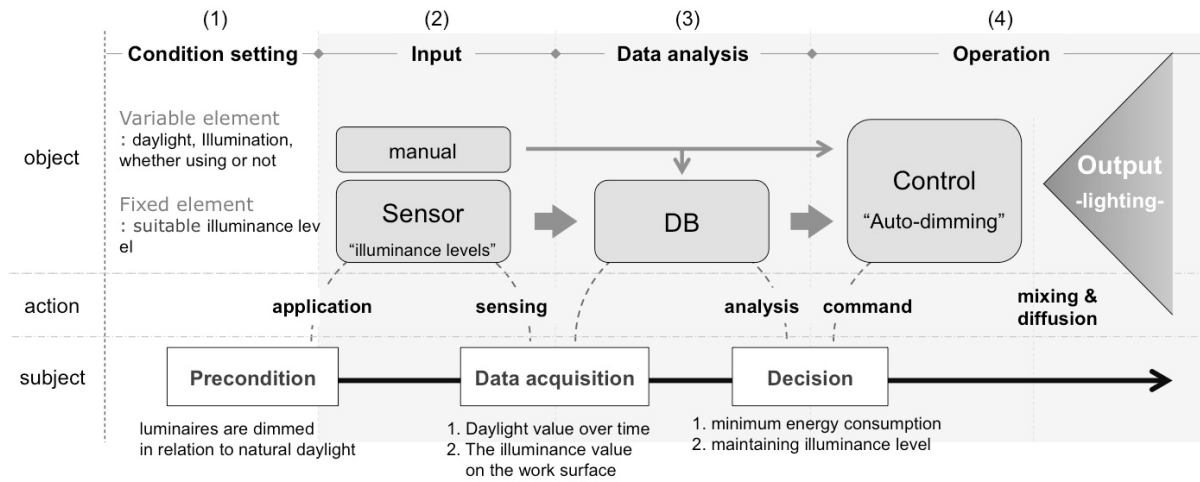 (1)
(2)
(3)
(4)
Condition setting
Input
Data analysis
Operation
object
Variable element
: daylight, Illumination,
whether using or not
Fixed element
: suitable illuminance lev
el
manual
Sensor
“illuminance levels”
DB
Control
“Auto-dimming”
Output
-lighting-
action
application
sensing
analysis
command
mixing &
diffusion
subject
Precondition
Data acquisition
Decision
luminaires are dimmed
in relation to natural daylight
1. Daylight value over time
2. The illuminance value
on the work surface
1. minimum energy consumption
2. maintaining illuminance level